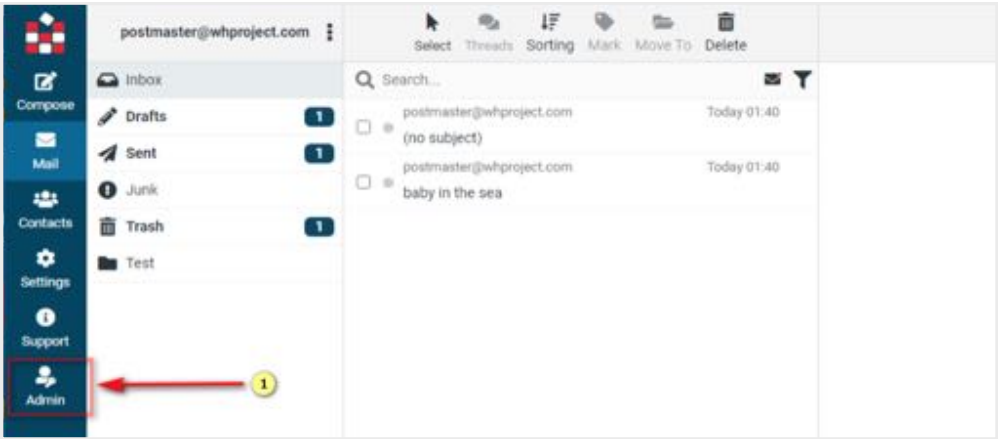 postmaster@whproject.com
Compose
Mail
Contacts
Settings
Support
Admin
Inbox
Drafts 1
Sent 1
Junk
Trash 1
Test
Select Threads Sorting Mark Move To Delete
Search...
postmaster@whproject.com Today 01:40
(no subject)
postmaster@whproject.com Today 01:40
baby in the sea
1